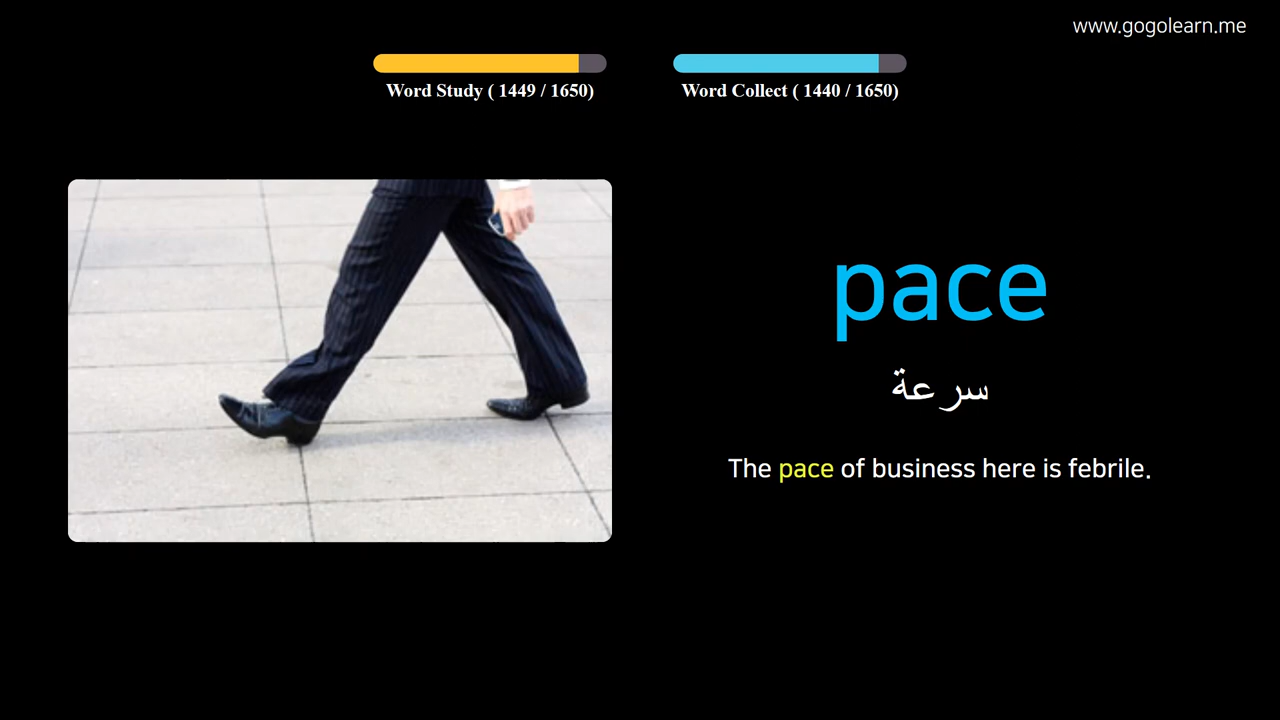 www.gogolearn.me
Word Study ( 1449 / 1650)
Word Collect ( 1440 / 1650)
pace
سرعة
The pace of business here is febrile.